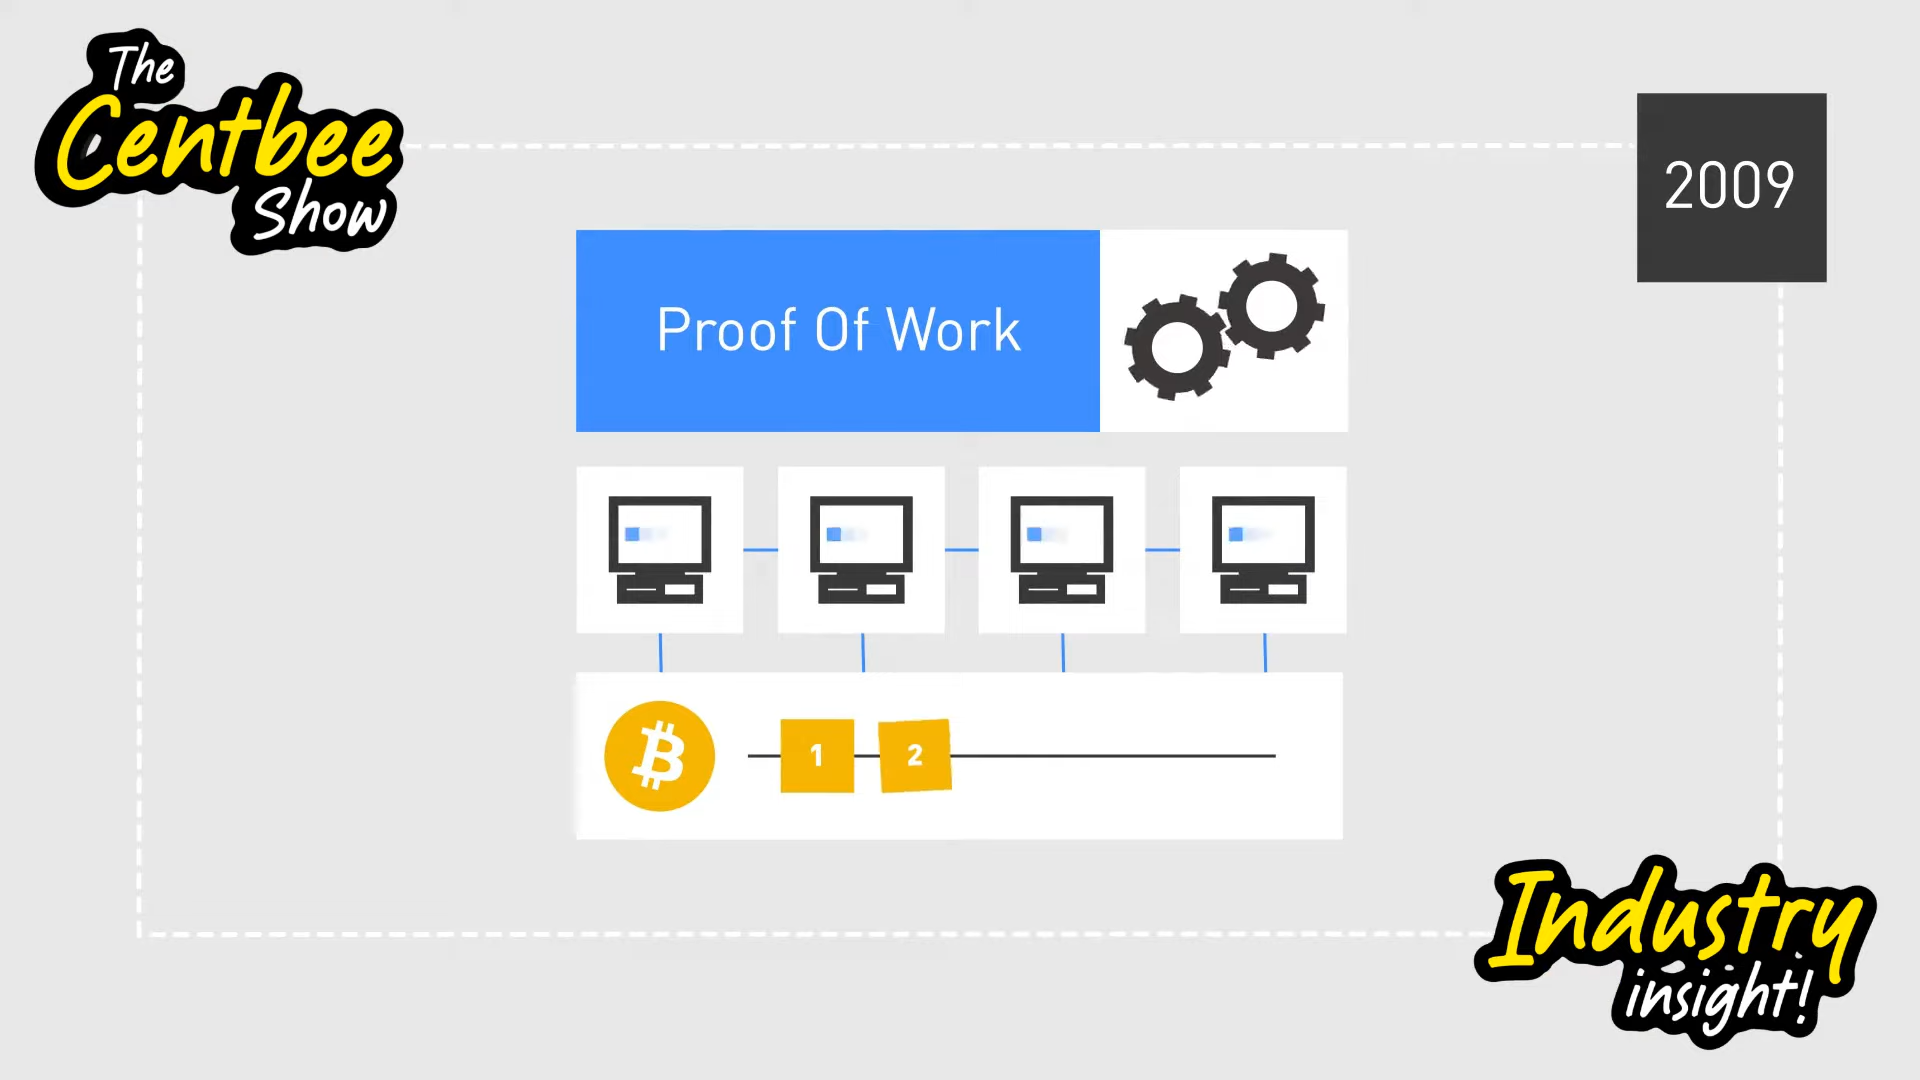 The
Centbee
Show
2009
Proof Of Work
1
2
Industry
insight!